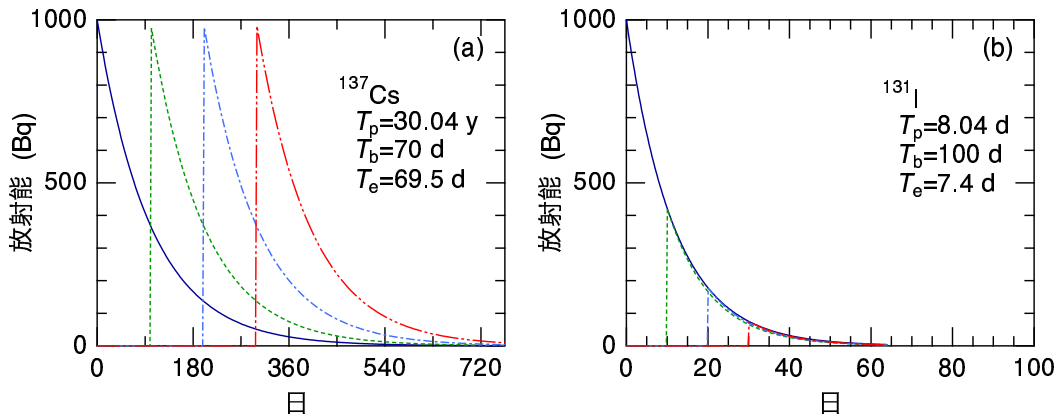 1000
500
0
放射能 (Bq)
0 180 360 540 720
日
(a)
¹³⁷Cs
Tp=30.04 y
Tb=70 d
Te=69.5 d
1000
500
0
放射能 (Bq)
0 20 40 60 80 100
日
(b)
¹³¹I
Tp=8.04 d
Tb=100 d
Te=7.4 d